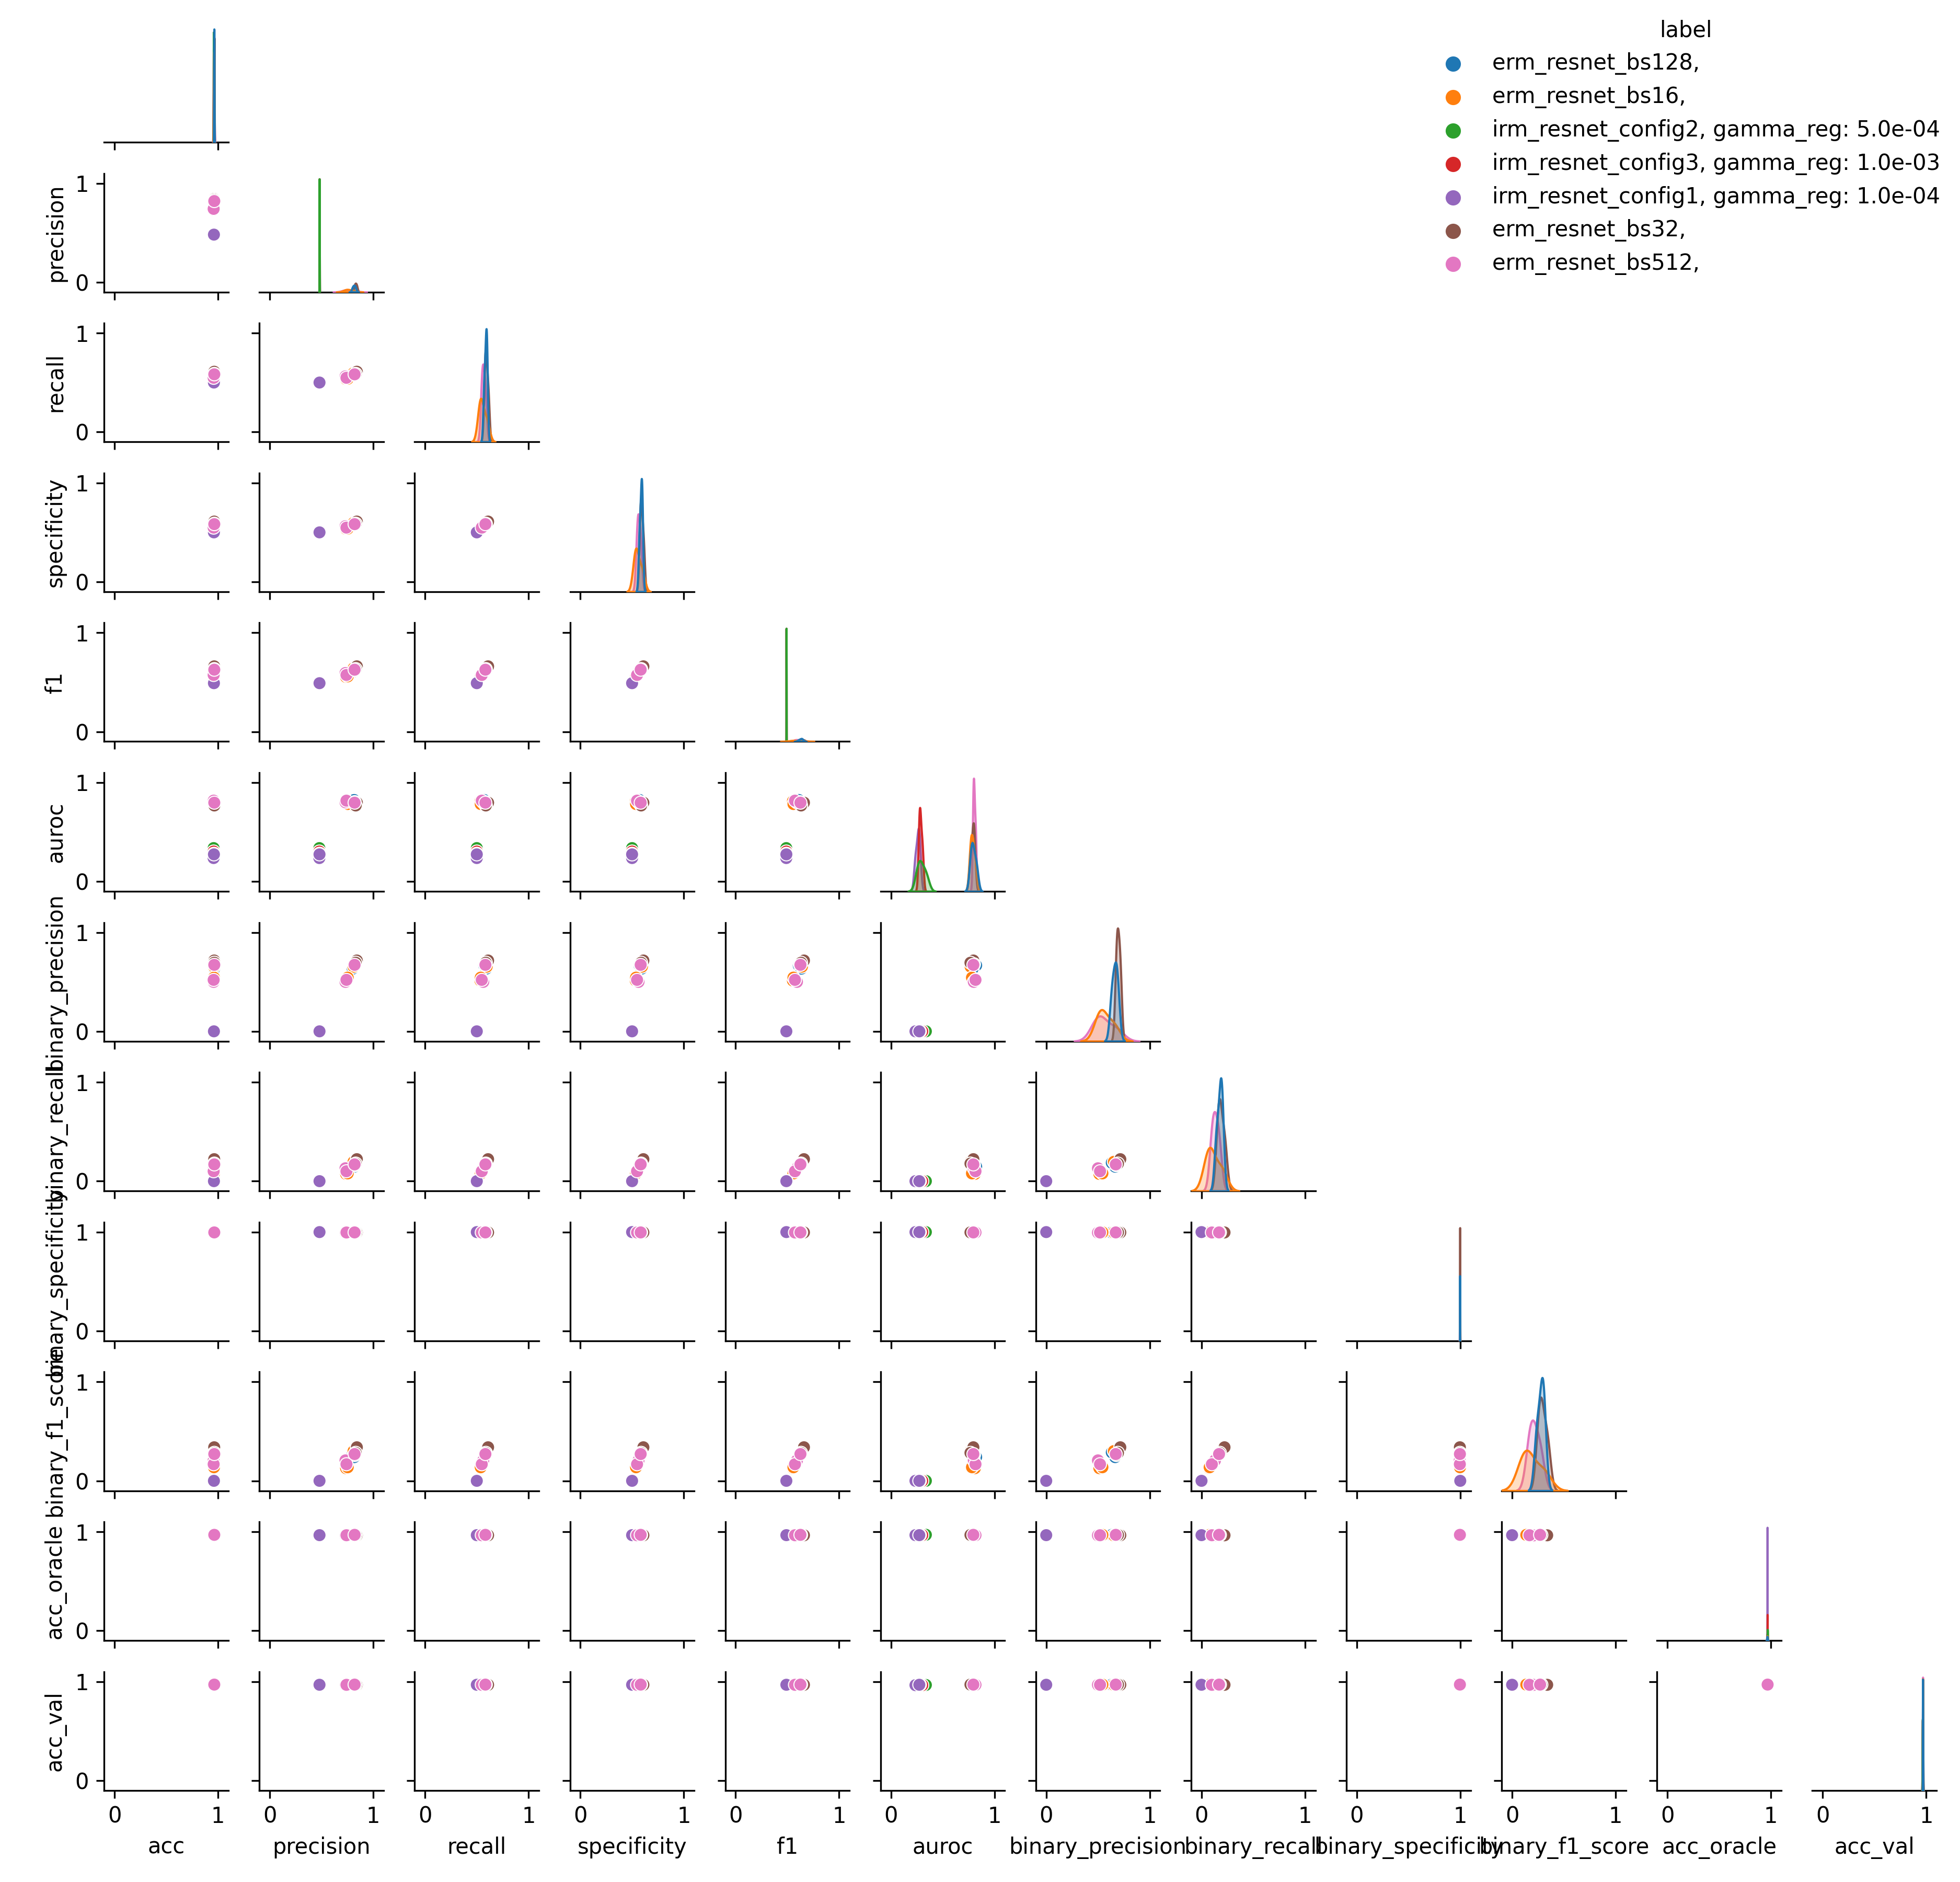 label
erm_resnet_bs128,
erm_resnet_bs16,
irm_resnet_config2, gamma_reg: 5.0e-04
irm_resnet_config3, gamma_reg: 1.0e-03
irm_resnet_config1, gamma_reg: 1.0e-04
erm_resnet_bs32,
erm_resnet_bs512,
1
precision
0
1
recall
0
1
specificity
0
1
f1
0
1
auroc
0
1
binary_precision
0
1
binary_recall
0
1
binary_specificity
0
1
binary_f1_score
0
1
acc_oracle
0
1
acc_val
0
0 1 0 1 0 1 0 1 0 1 0 1 0 1 0 1 0 1 0 1 0 1 0 1
acc precision recall specificity f1 auroc binary_precision binary_recall binary_specificity binary_f1_score acc_oracle acc_val